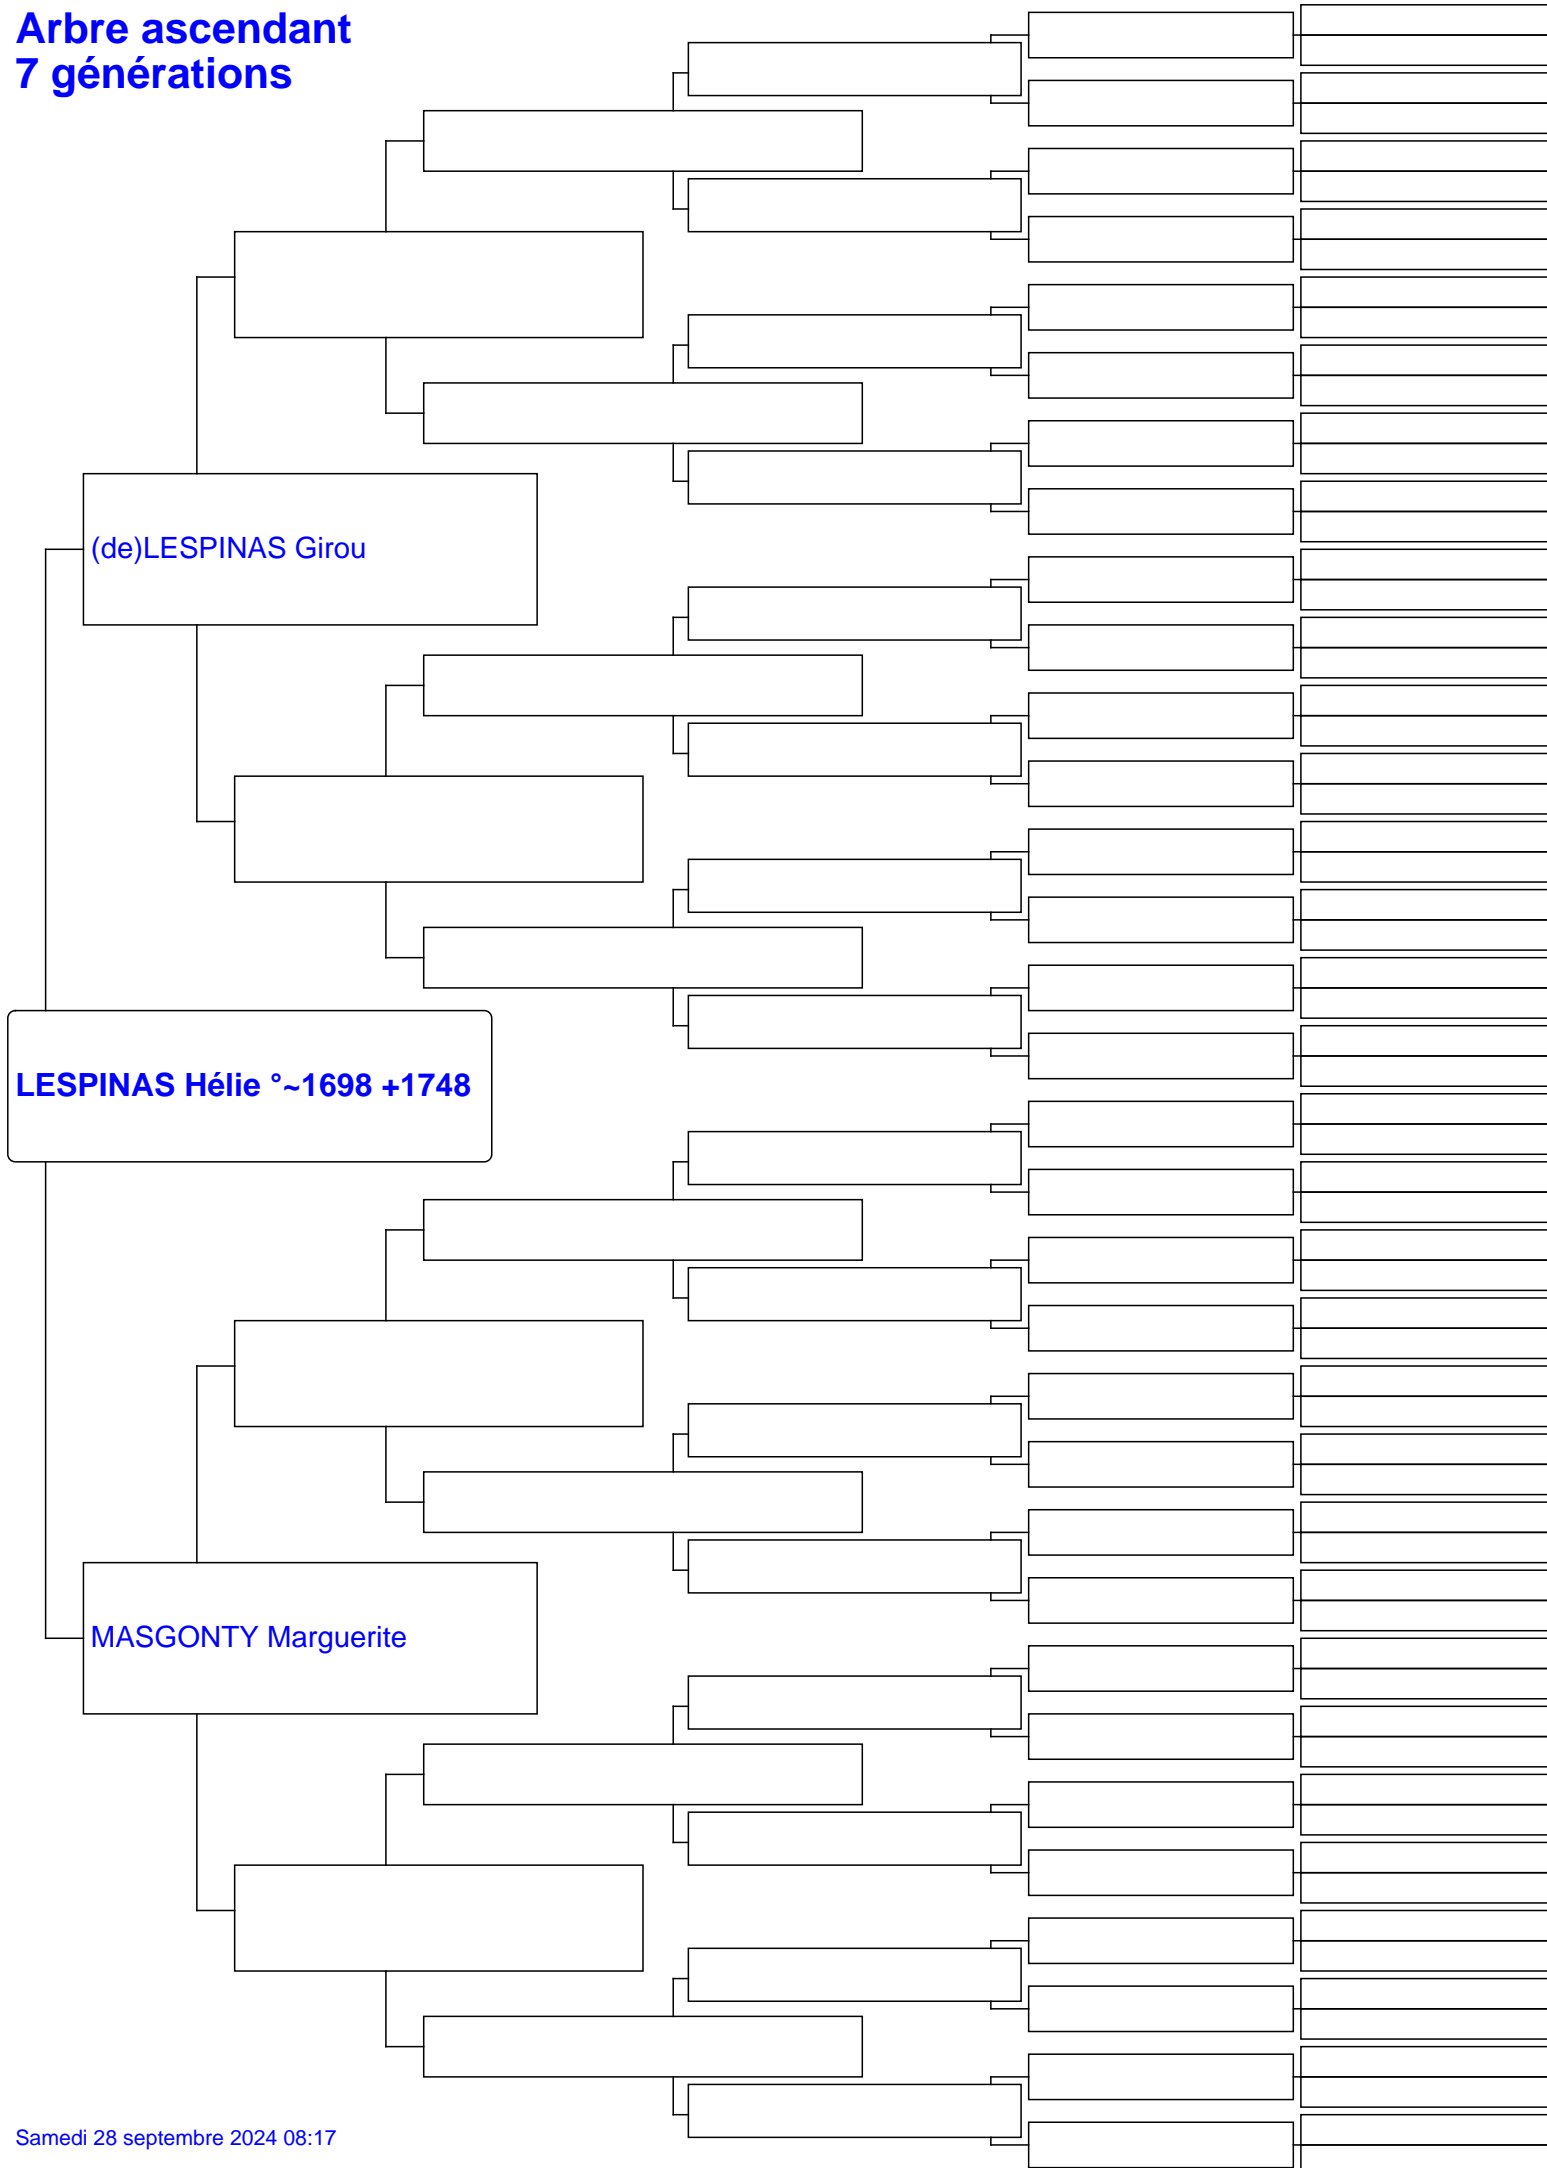 Arbre ascendant
7 générations
(de)LESPINAS Girou
LESPINAS Hélie °~1698 +1748
MASGONTY Marguerite
Samedi 28 septembre 2024 08:17